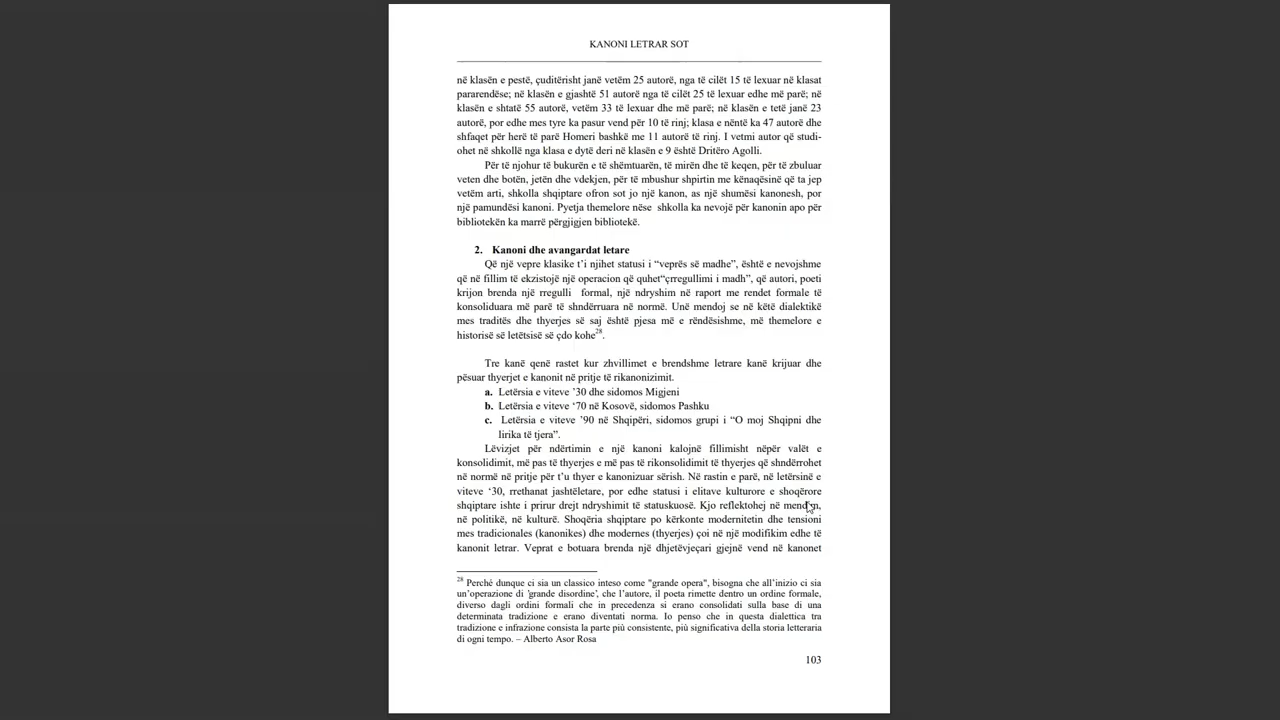 KANONI LETRAR SOT
në klasën e pestë, çuditërisht janë vetëm 25 autorë, nga të cilët 15 të lexuar në klasat
pararendëse; në klasën e gjashtë 51 autorë nga të cilët 25 të lexuar edhe më parë; në
klasën e shtatë 55 autorë, vetëm 33 të lexuar dhe më parë; në klasën e tetë janë 23
autorë, por edhe mes tyre ka pasur vend për 10 të rinj; klasa e nëntë ka 47 autorë dhe
shfaqet për herë të parë Homeri bashkë me 11 autorë të rinj. I vetmi autor që studi-
ohet në shkollë nga klasa e dytë deri në klasën e 9 është Dritëro Agolli.
Për të njohur të bukurën e të shëmtuarën, të mirën dhe të keqen, për të zbuluar
veten dhe botën, jetën dhe vdekjen, për të mbushur shpirtin me kënaqësinë që ta jep
vetëm arti, shkolla shqiptare ofron sot jo një kanon, as një shumësi kanonesh, por
një pamundësi kanoni. Pyetja themelore nëse shkolla ka nevojë për kanonin apo për
bibliotekën ka marrë përgjigjen bibliotekë.
2. Kanoni dhe avangardat letare
Që një vepre klasike t’i njihet statusi i “veprës së madhe”, është e nevojshme
që në fillim të ekzistojë një operacion që quhet“çrregullimi i madh”, që autori, poeti
krijon brenda një rregulli formal, një ndryshim në raport me rendet formale të
konsoliduara më parë të shndërruara në normë. Unë mendoj se në këtë dialektikë
mes traditës dhe thyerjes së saj është pjesa më e rëndësishme, më themelore e
historisë së letëtsisë së çdo kohe28.
Tre kanë qenë rastet kur zhvillimet e brendshme letrare kanë krijuar dhe
pësuar thyerjet e kanonit në pritje të rikanonizimit.
a. Letërsia e viteve ’30 dhe sidomos Migjeni
b. Letërsia e viteve ‘70 në Kosovë, sidomos Pashku
c. Letërsia e viteve ’90 në Shqipëri, sidomos grupi i “O moj Shqipni dhe
lirika të tjera”.
Lëvizjet për ndërtimin e një kanoni kalojnë fillimisht nëpër valët e
konsolidimit, më pas të thyerjes e më pas të rikonsolidimit të thyerjes që shndërrohet
në normë në pritje për t’u thyer e kanonizuar sërish. Në rastin e parë, në letërsinë e
viteve ‘30, rrethanat jashtëletare, por edhe statusi i elitave kulturore e shoqërore
shqiptare ishte i prirur drejt ndryshimit të statuskuosë. Kjo reflektohej në mendim,
në politikë, në kulturë. Shoqëria shqiptare po kërkonte modernitetin dhe tensioni
mes tradicionales (kanonikes) dhe modernes (thyerjes) çoi në një modifikim edhe të
kanonit letrar. Veprat e botuara brenda një dhjetëvjeçari gjejnë vend në kanonet
28 Perché dunque ci sia un classico inteso come "grande opera", bisogna che all’inizio ci sia
un’operazione di 'grande disordine', che l’autore, il poeta rimette dentro un ordine formale,
diverso dagli ordini formali che in precedenza si erano consolidati sulla base di una
determinata tradizione e erano diventati norma. Io penso che in questa dialettica tra
tradizione e infrazione consista la parte più consistente, più significativa della storia letteraria
di ogni tempo. – Alberto Asor Rosa
103